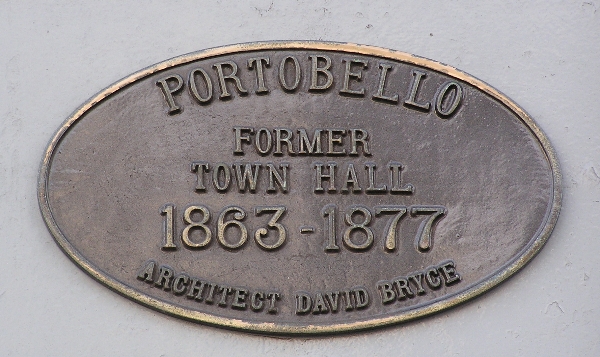 PORTOBELLO
FORMER
TOWN HALL
1863-1877
ARCHITECT DAVID BRYCE